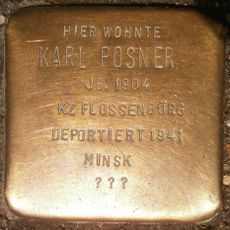 HIER WOHNTE
KARL POSNER
JG. 1904
KZ FLOSSENBÜRG
DEPORTIERT 1941
MINSK
???